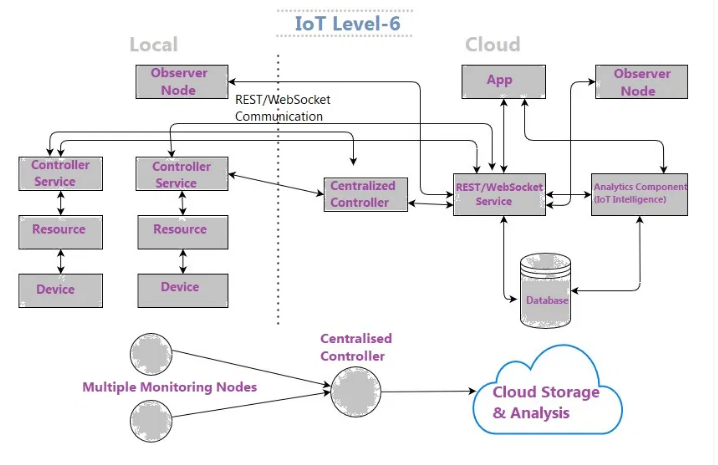 IoT Level-6
Local
Cloud
Observer
Node
App
Observer
Node
REST/WebSocket
Communication
Controller
Service
Controller
Service
Centralized
Controller
REST/WebSocket
Service
Analytics Component
(IoT Intelligence)
Resource
Resource
Device
Device
Database
Centralised
Controller
Multiple Monitoring Nodes
Cloud Storage
& Analysis